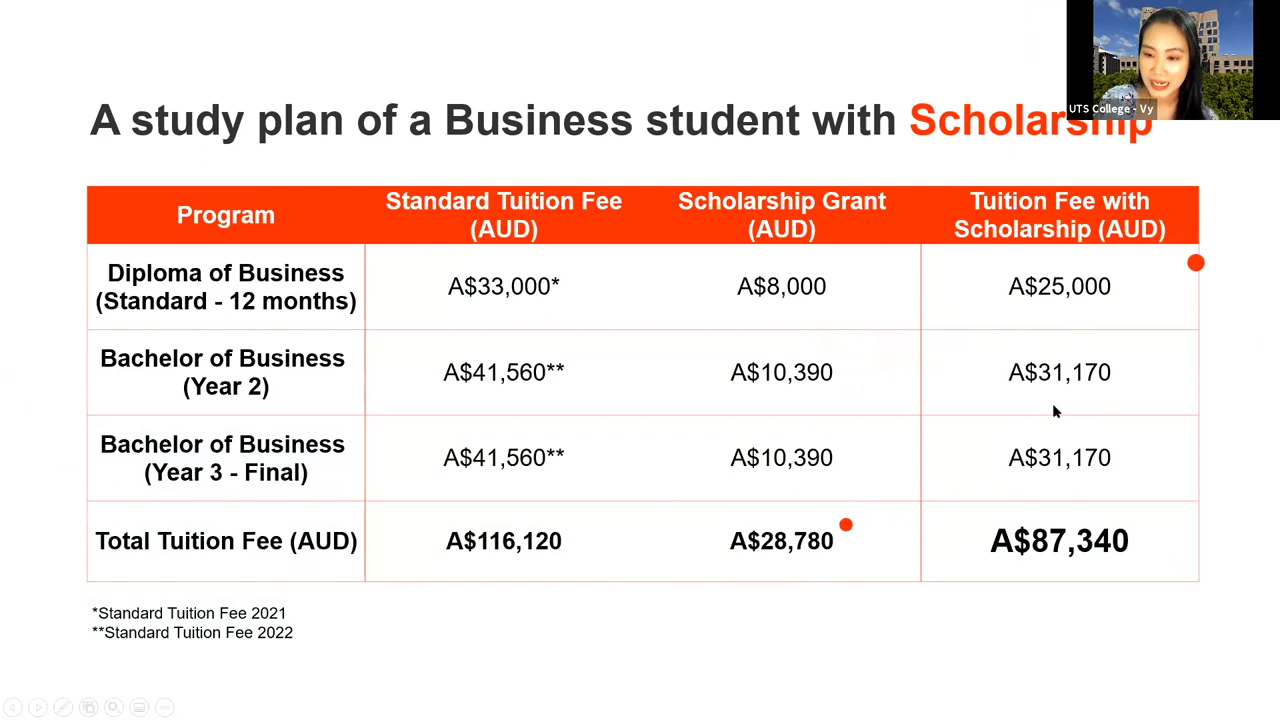 UTS College - Vy
A study plan of a Business student with Scholarship
Program
Standard Tuition Fee
(AUD)
Scholarship Grant
(AUD)
Tuition Fee with
Scholarship (AUD)
Diploma of Business
(Standard - 12 months)
A$33,000*
A$8,000
A$25,000
Bachelor of Business
(Year 2)
A$41,560**
A$10,390
A$31,170
Bachelor of Business
(Year 3 - Final)
A$41,560**
A$10,390
A$31,170
Total Tuition Fee (AUD)
A$116,120
A$28,780
A$87,340
*Standard Tuition Fee 2021
**Standard Tuition Fee 2022